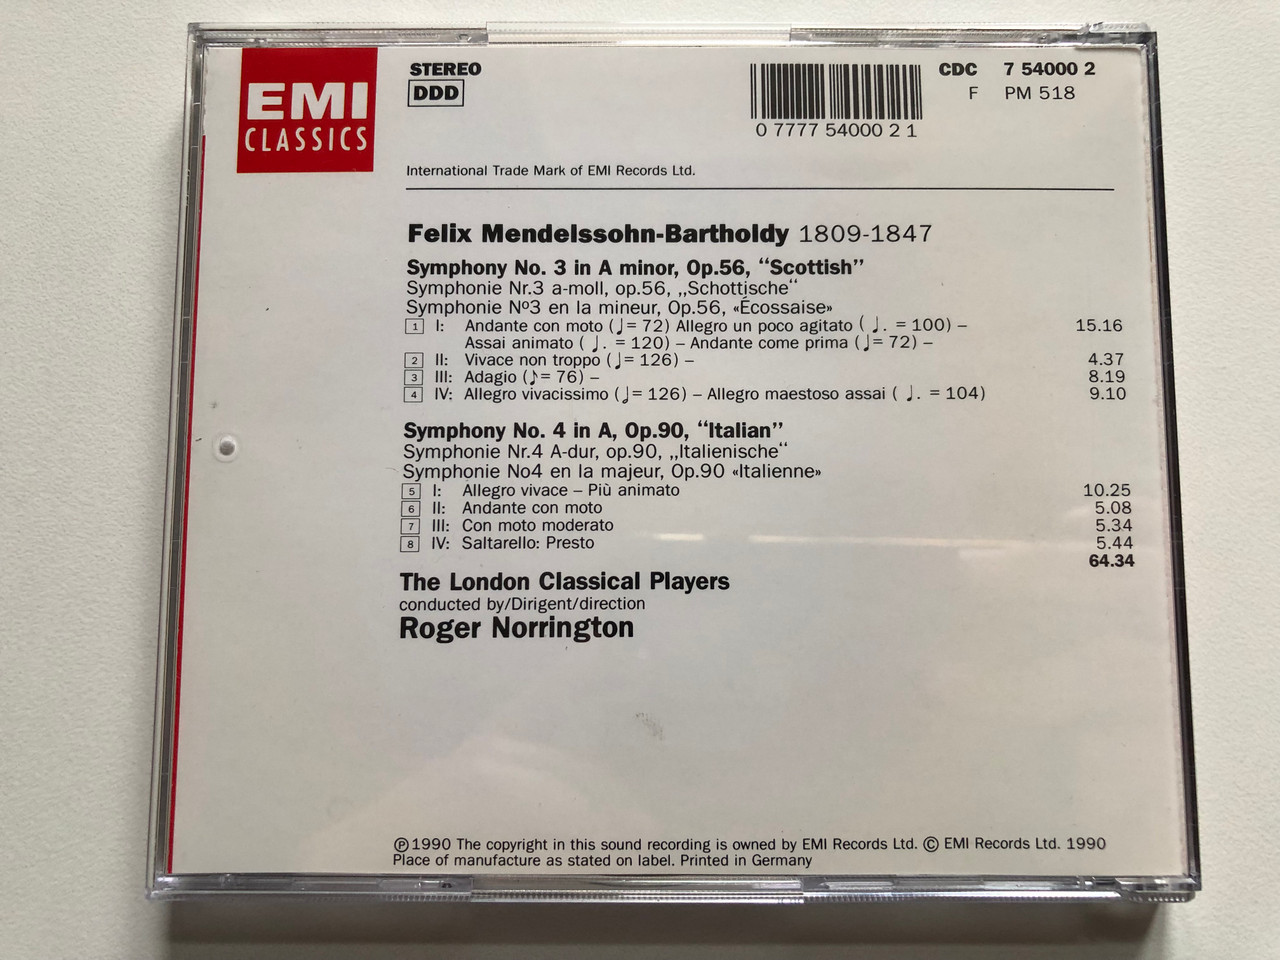 EMI
CLASSICS
STEREO
DDD
0 7777 54000 2 1
CDC 7 54000 2
F PM 518
International Trade Mark of EMI Records Ltd.
Felix Mendelssohn-Bartholdy 1809-1847
Symphony No. 3 in A minor, Op.56, “Scottish”
Symphonie Nr.3 a-moll, op.56, „Schottische“
Symphonie Nº3 en la mineur, Op.56, «Écossaise»
1 I: Andante con moto (♩= 72) Allegro un poco agitato ( ♩. = 100) – 15.16
Assai animato ( ♩. = 120) – Andante come prima (♩= 72) –
2 II: Vivace non troppo (♩= 126) – 4.37
3 III: Adagio (♪= 76) – 8.19
4 IV: Allegro vivacissimo (♩= 126) – Allegro maestoso assai ( ♩. = 104) 9.10
Symphony No. 4 in A, Op.90, “Italian”
Symphonie Nr.4 A-dur, op.90, „Italienische“
Symphonie No4 en la majeur, Op.90 «Italienne»
5 I: Allegro vivace – Più animato 10.25
6 II: Andante con moto 5.08
7 III: Con moto moderato 5.34
8 IV: Saltarello: Presto 5.44
64.34
The London Classical Players
conducted by/Dirigent/direction
Roger Norrington
℗1990 The copyright in this sound recording is owned by EMI Records Ltd. © EMI Records Ltd. 1990
Place of manufacture as stated on label. Printed in Germany